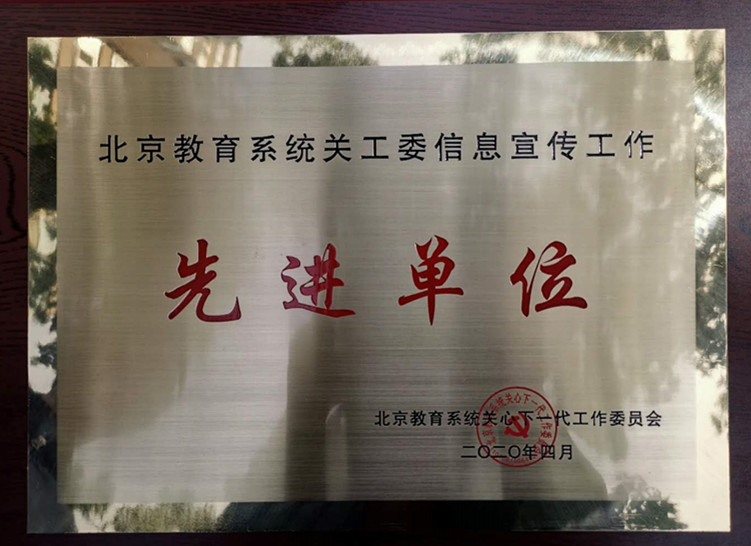 北京教育系统关工委信息宣传工作
先进单位
北京教育系统关心下一代工作委员会
二〇二〇年四月